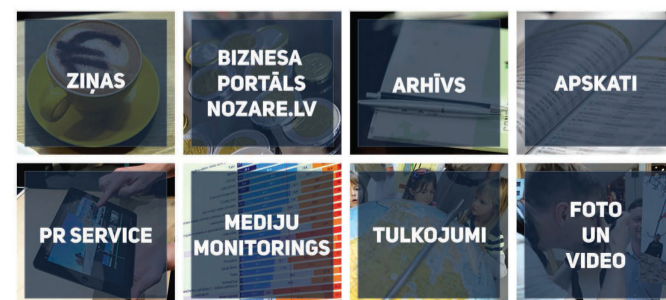 ZIŅAS
BIZNESA
PORTĀLS
NOZARE.LV
ARHĪVS
APSKATI
PR SERVICE
MEDIJU
MONITORINGS
TULKOJUMI
FOTO
UN
VIDEO